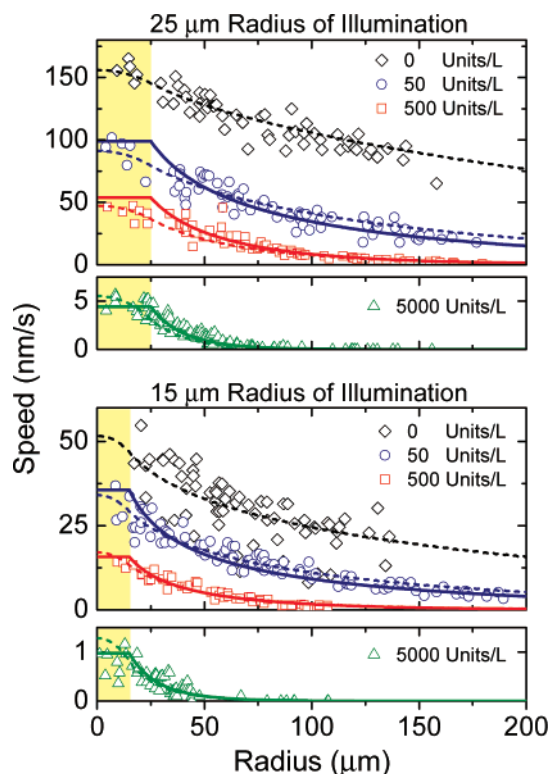 25 μm Radius of Illumination
150
100
50
0
0 Units/L
50 Units/L
500 Units/L
5
0
5000 Units/L
Speed (nm/s)
15 μm Radius of Illumination
50
25
0
0 Units/L
50 Units/L
500 Units/L
1
0
5000 Units/L
0 50 100 150 200
Radius (μm)